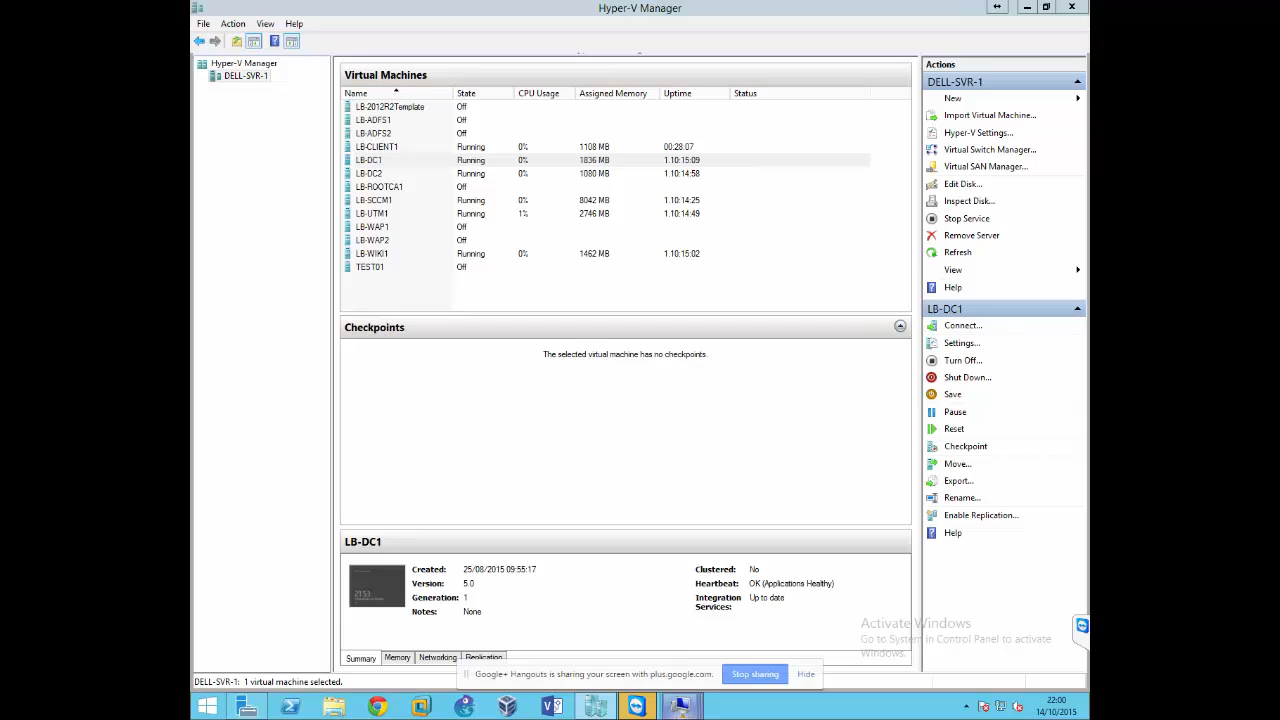 Hyper-V Manager
File Action View Help
Hyper-V Manager
DELL-SVR-1
Virtual Machines
Name State CPU Usage Assigned Memory Uptime Status
LB-2012R2Template Off
LB-ADFS1 Off
LB-ADFS2 Off
LB-CLIENT1 Running 0% 1108 MB 00:28:07
LB-DC1 Running 0% 1836 MB 1.10:15:09
LB-DC2 Running 0% 1080 MB 1.10:14:58
LB-ROOTCA1 Off
LB-SCCM1 Running 0% 8042 MB 1.10:14:25
LB-UTM1 Running 1% 2746 MB 1.10:14:49
LB-WAP1 Off
LB-WAP2 Off
LB-WIKI1 Running 0% 1462 MB 1.10:15:02
TEST01 Off
Checkpoints
The selected virtual machine has no checkpoints.
LB-DC1
Created: 25/08/2015 09:55:17 Clustered: No
Version: 5.0 Heartbeat: OK (Applications Healthy)
Generation: 1 Integration Services: Up to date
Notes: None
Summary Memory Networking Replication
Actions
DELL-SVR-1
New
Import Virtual Machine...
Hyper-V Settings...
Virtual Switch Manager...
Virtual SAN Manager...
Edit Disk...
Inspect Disk...
Stop Service
Remove Server
Refresh
View
Help
LB-DC1
Connect...
Settings...
Turn Off...
Shut Down...
Save
Pause
Reset
Checkpoint
Move...
Export...
Rename...
Enable Replication...
Help
Activate Windows
Go to System in Control Panel to activate
Windows.
Google+ Hangouts is sharing your screen with plus.google.com. Stop sharing Hide
DELL-SVR-1: 1 virtual machine selected.
22:00
14/10/2015